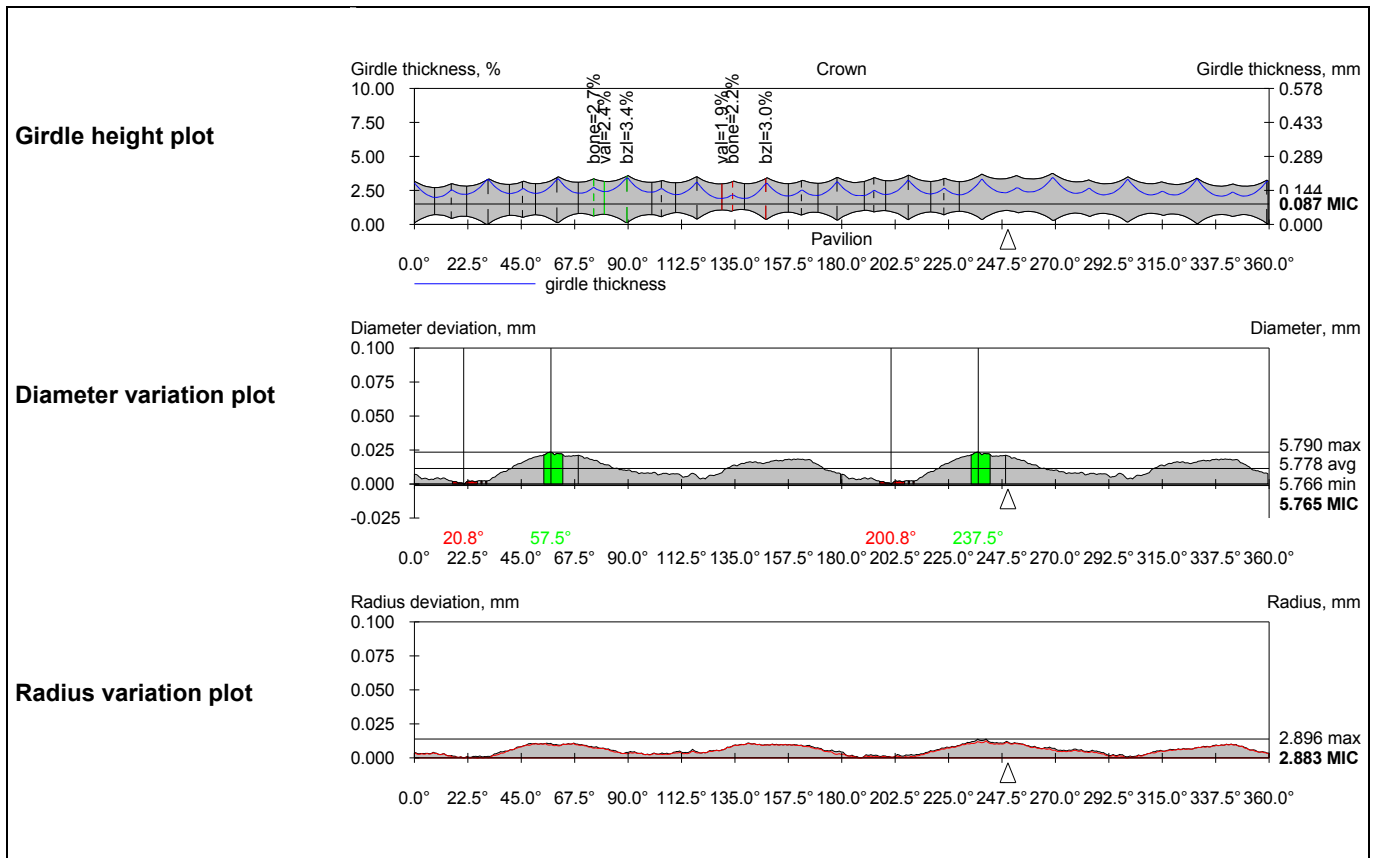 Girdle height plot
Girdle thickness, %
Crown
Girdle thickness, mm
10.00
7.50
5.00
2.50
0.00
bone=2.7%
val=2.4%
bzl=3.4%
val=1.9%
bone=2.2%
bzl=3.0%
0.578
0.433
0.289
0.144
0.087 MIC
0.000
Pavilion
0.0° 22.5° 45.0° 67.5° 90.0° 112.5° 135.0° 157.5° 180.0° 202.5° 225.0° 247.5° 270.0° 292.5° 315.0° 337.5° 360.0°
girdle thickness
Diameter variation plot
Diameter deviation, mm
Diameter, mm
0.100
0.075
0.050
0.025
0.000
-0.025
5.790 max
5.778 avg
5.766 min
5.765 MIC
20.8° 57.5° 200.8° 237.5°
0.0° 22.5° 45.0° 67.5° 90.0° 112.5° 135.0° 157.5° 180.0° 202.5° 225.0° 247.5° 270.0° 292.5° 315.0° 337.5° 360.0°
Radius variation plot
Radius deviation, mm
Radius, mm
0.100
0.075
0.050
0.025
0.000
2.896 max
2.883 MIC
0.0° 22.5° 45.0° 67.5° 90.0° 112.5° 135.0° 157.5° 180.0° 202.5° 225.0° 247.5° 270.0° 292.5° 315.0° 337.5° 360.0°